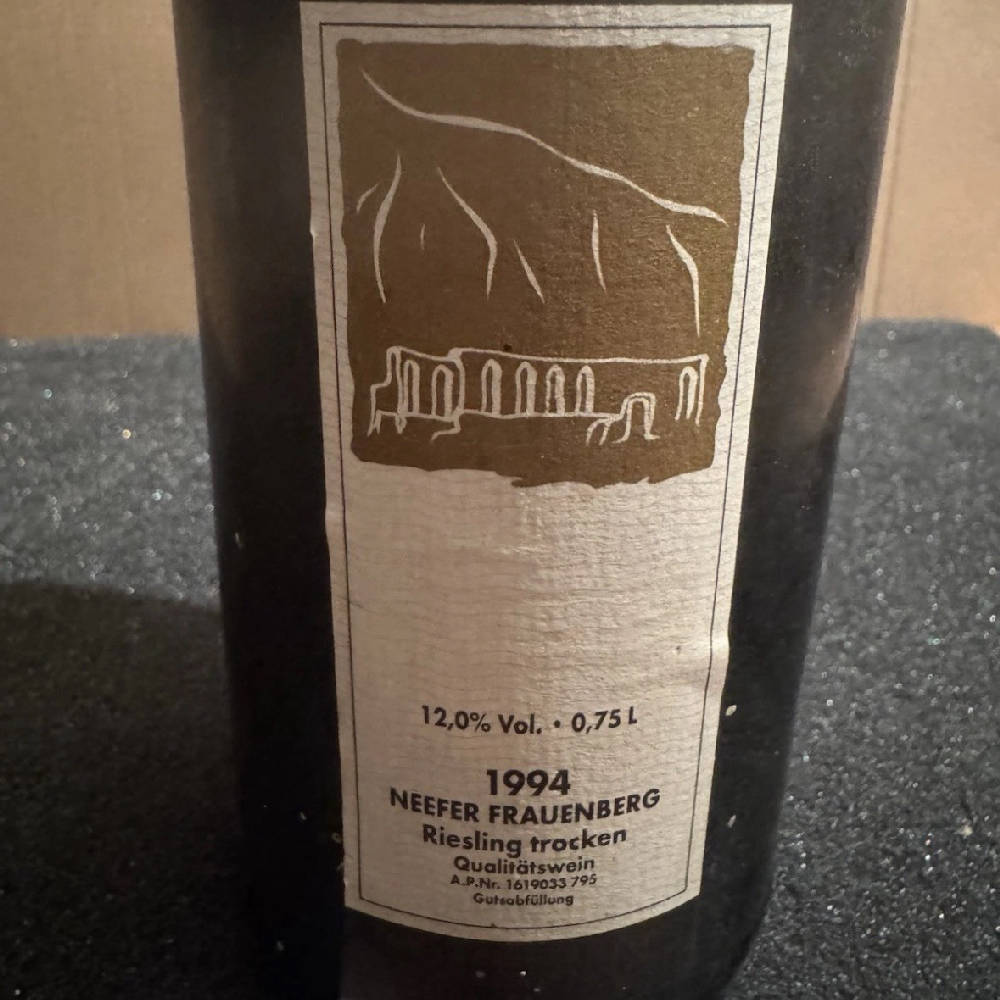 12,0% Vol. • 0,75 L
1994
NEEFER FRAUENBERG
Riesling trocken
Qualitätswein
A.P.Nr. 1619033 795
Gutsabfüllung